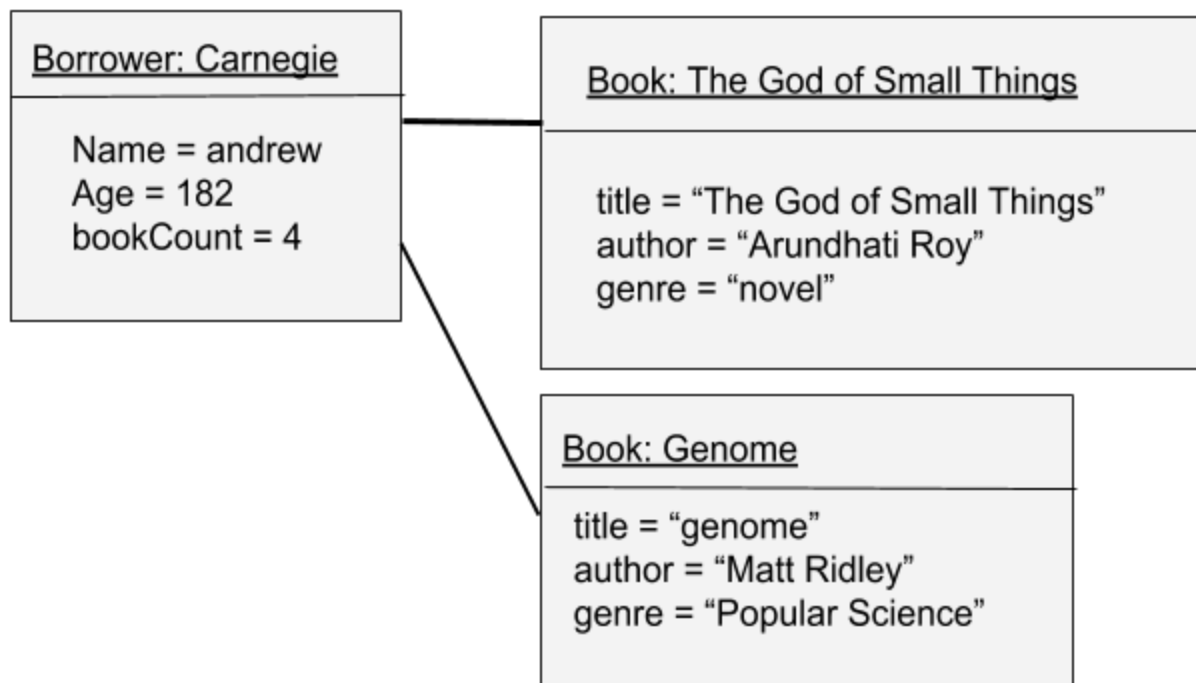 Borrower: Carnegie
Name = andrew
Age = 182
bookCount = 4
Book: The God of Small Things
title = “The God of Small Things”
author = “Arundhati Roy”
genre = “novel”
Book: Genome
title = “genome”
author = “Matt Ridley”
genre = “Popular Science”